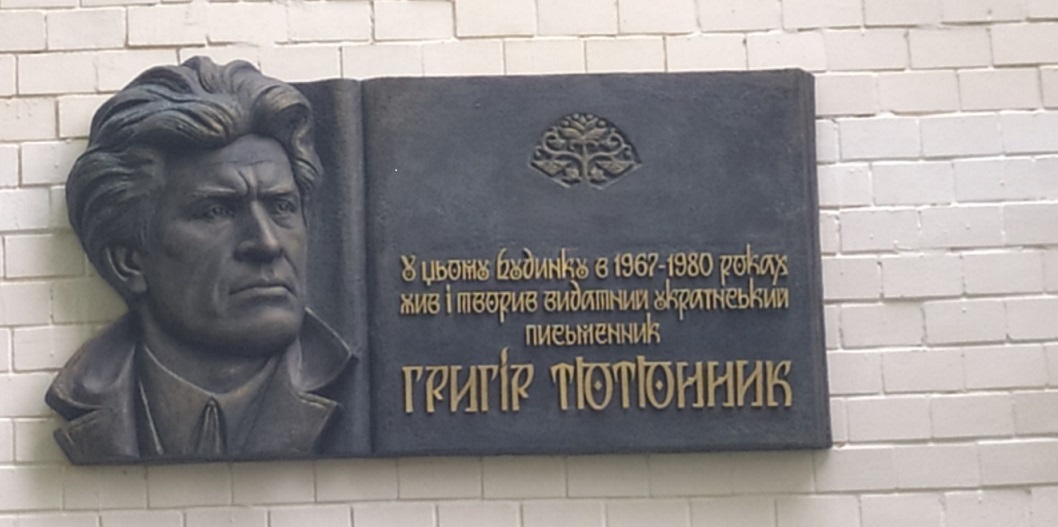 У цьому будинку в 1967-1980 роках
жив і творив видатний український
письменник
ГРИГІР ТЮТЮННИК